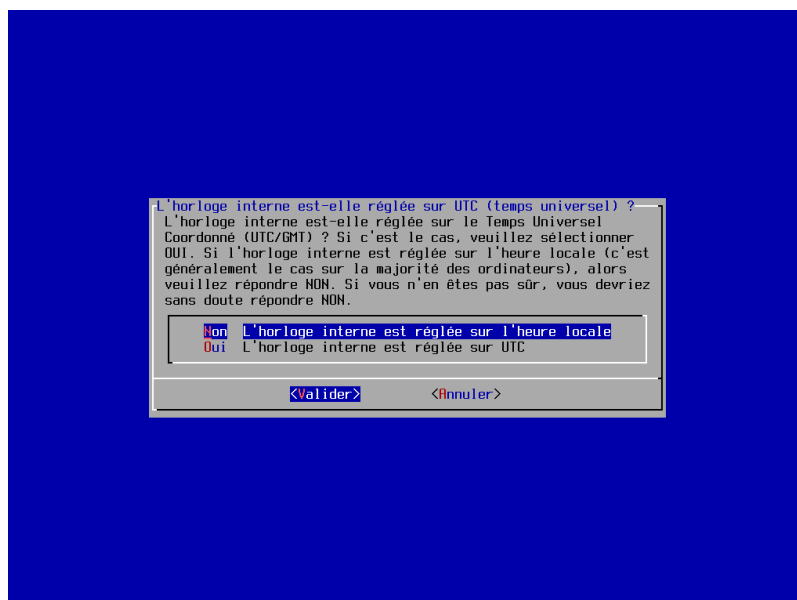 L'horloge interne est-elle réglée sur UTC (temps universel) ?
L'horloge interne est-elle réglée sur le Temps Universel
Coordonné (UTC/GMT) ? Si c'est le cas, veuillez sélectionner
OUI. Si l'horloge interne est réglée sur l'heure locale (c'est
généralement le cas sur la majorité des ordinateurs), alors
veuillez répondre NON. Si vous n'en êtes pas sûr, vous devriez
sans doute répondre NON.
Non L'horloge interne est réglée sur l'heure locale
Oui L'horloge interne est réglée sur UTC
<Valider> <Annuler>